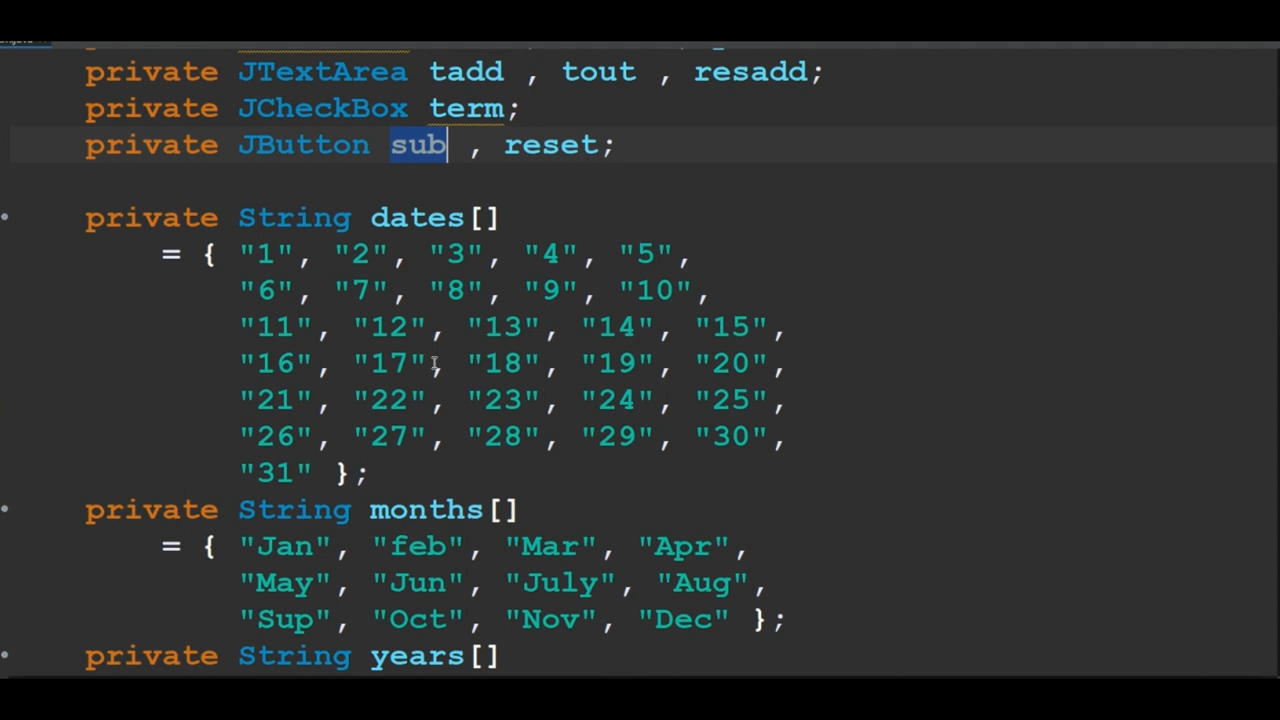 private JTextArea tadd , tout , resadd;
private JCheckBox term;
private JButton sub , reset;
private String dates[]
= { "1", "2", "3", "4", "5",
"6", "7", "8", "9", "10",
"11", "12", "13", "14", "15",
"16", "17", "18", "19", "20",
"21", "22", "23", "24", "25",
"26", "27", "28", "29", "30",
"31" };
private String months[]
= { "Jan", "feb", "Mar", "Apr",
"May", "Jun", "July", "Aug",
"Sup", "Oct", "Nov", "Dec" };
private String years[]